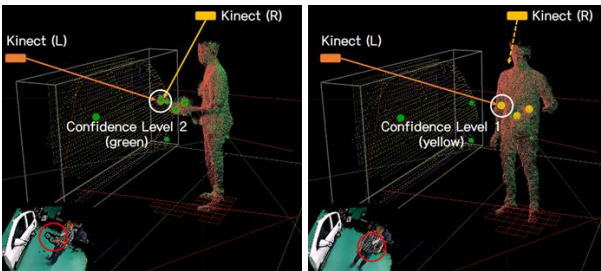 Kinect (R)
Kinect (L)
Confidence Level 2
(green)
Kinect (R)
Kinect (L)
Confidence Level 1
(yellow)